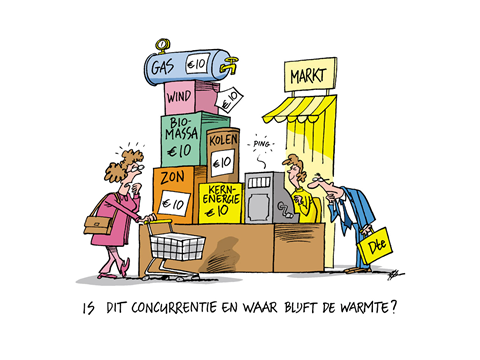 GAS €10
MARKT
WIND
€10
BIO-
MASSA
€10
KOLEN
€10
PING
ZON
€10
KERN-
ENERGIE
€10
Dte
IS DIT CONCURRENTIE EN WAAR BLIJFT DE WARMTE?